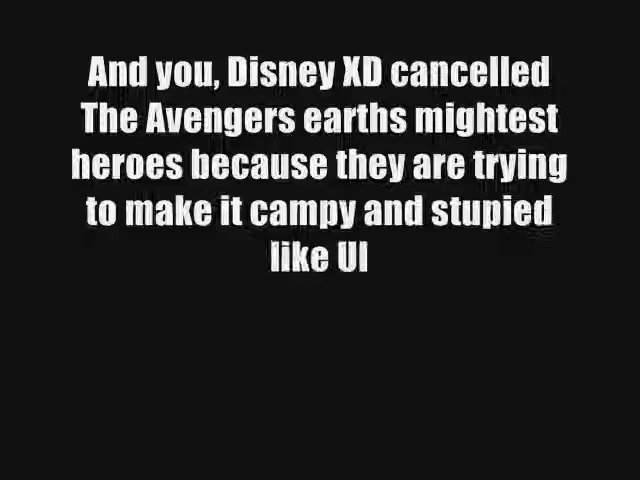 And you, Disney XD cancelled
The Avengers earths mightest
heroes because they are trying
to make it campy and stupied
like UI